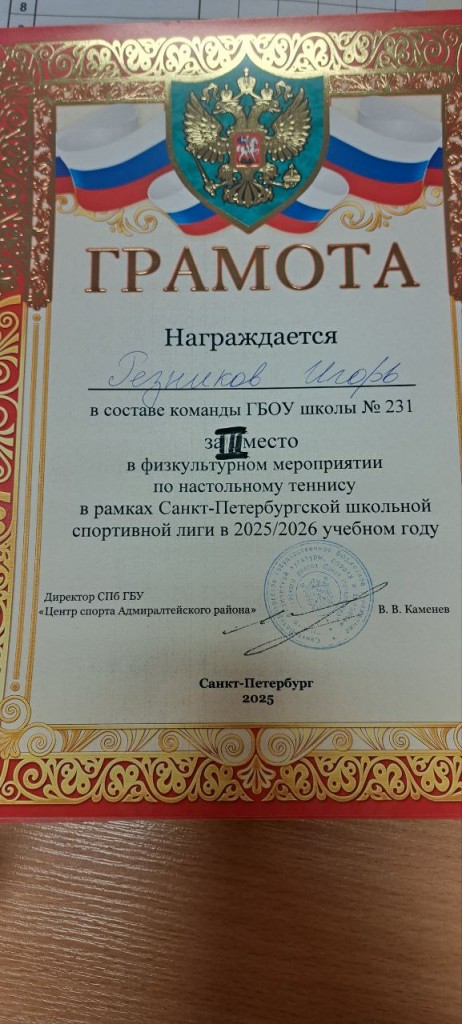 8
ГРАМОТА
Награждается
Резников Игорь
в составе команды ГБОУ школы № 231
за III место
в физкультурном мероприятии
по настольному теннису
в рамках Санкт-Петербургской школьной
спортивной лиги в 2025/2026 учебном году
Директор СПб ГБУ
«Центр спорта Адмиралтейского района»
В. В. Каменев
Санкт-Петербург
2025